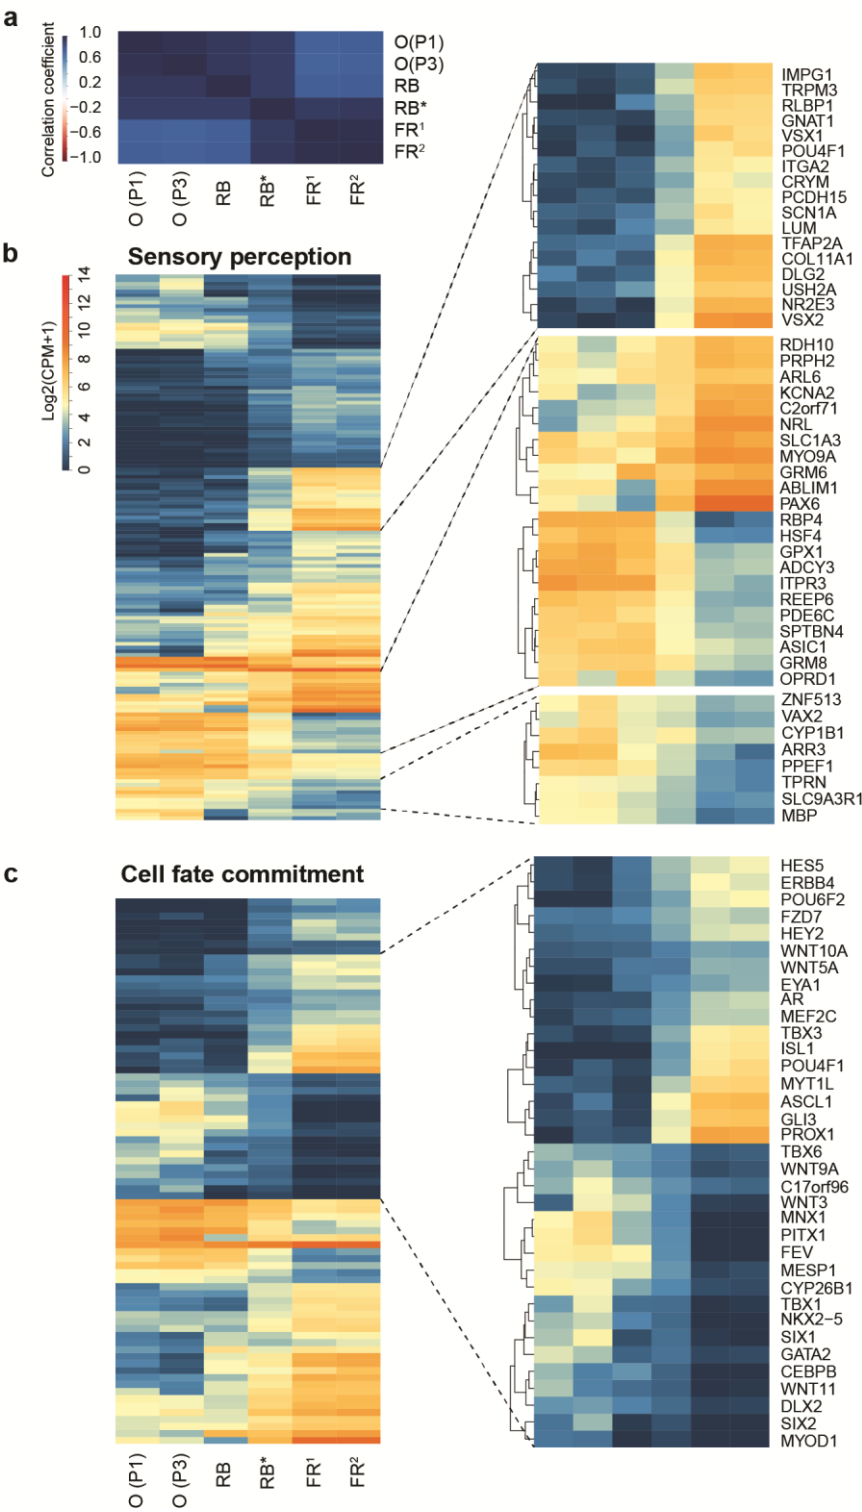 a
Correlation coefficient
1.0
0.6
0.2
−0.2
−0.6
−1.0
O(P1)
O(P3)
RB
RB*
FR¹
FR²
O (P1)
O (P3)
RB
RB*
FR¹
FR²
b
Sensory perception
Log2(CPM+1)
14
12
10
8
6
4
2
0
IMPG1
TRPM3
RLBP1
GNAT1
VSX1
POU4F1
ITGA2
CRYM
PCDH15
SCN1A
LUM
TFAP2A
COL11A1
DLG2
USH2A
NR2E3
VSX2
RDH10
PRPH2
ARL6
KCNA2
C2orf71
NRL
SLC1A3
MYO9A
GRM6
ABLIM1
PAX6
RBP4
HSF4
GPX1
ADCY3
ITPR3
REEP6
PDE6C
SPTBN4
ASIC1
GRM8
OPRD1
ZNF513
VAX2
CYP1B1
ARR3
PPEF1
TPRN
SLC9A3R1
MBP
c
Cell fate commitment
HES5
ERBB4
POU6F2
FZD7
HEY2
WNT10A
WNT5A
EYA1
AR
MEF2C
TBX3
ISL1
POU4F1
MYT1L
ASCL1
GLI3
PROX1
TBX6
WNT9A
C17orf96
WNT3
MNX1
PITX1
FEV
MESP1
CYP26B1
TBX1
NKX2−5
SIX1
GATA2
CEBPB
WNT11
DLX2
SIX2
MYOD1
O (P1)
O (P3)
RB
RB*
FR¹
FR²